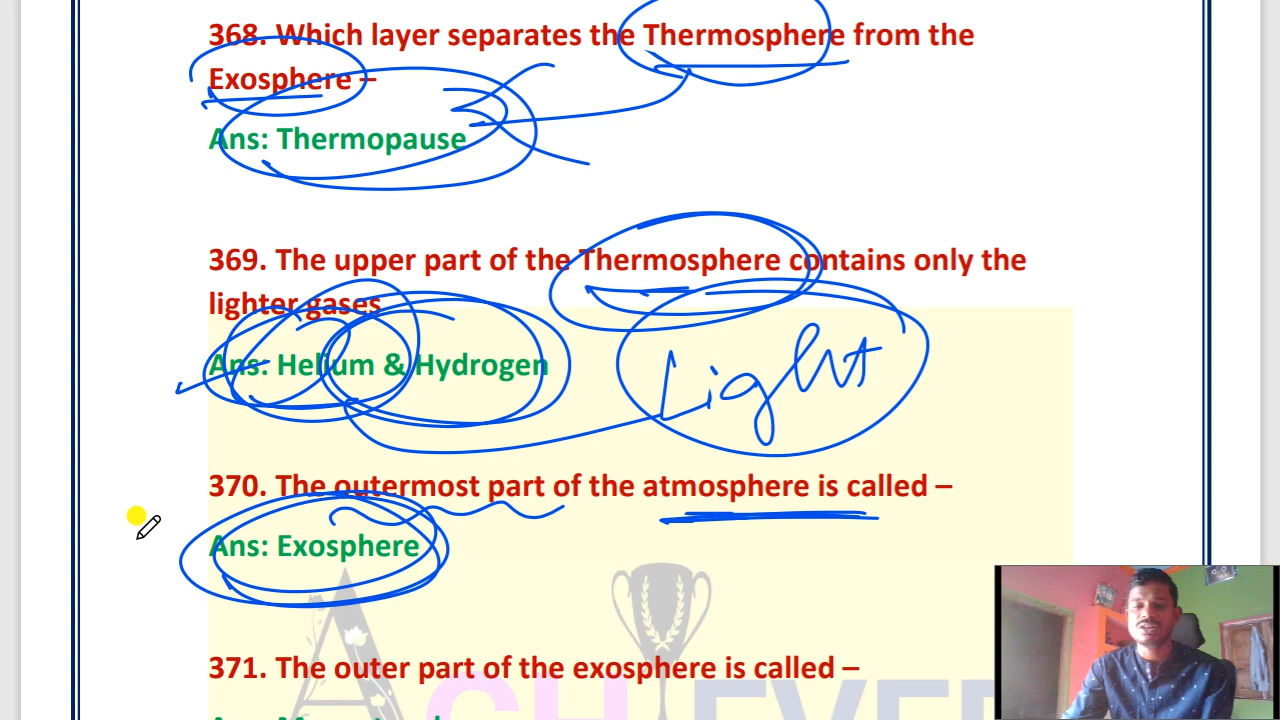 368. Which layer separates the Thermosphere from the
Exosphere –
Ans: Thermopause
369. The upper part of the Thermosphere contains only the
lighter gases
Ans: Helium & Hydrogen
Light
370. The outermost part of the atmosphere is called –
Ans: Exosphere
371. The outer part of the exosphere is called –
ACHIEVER